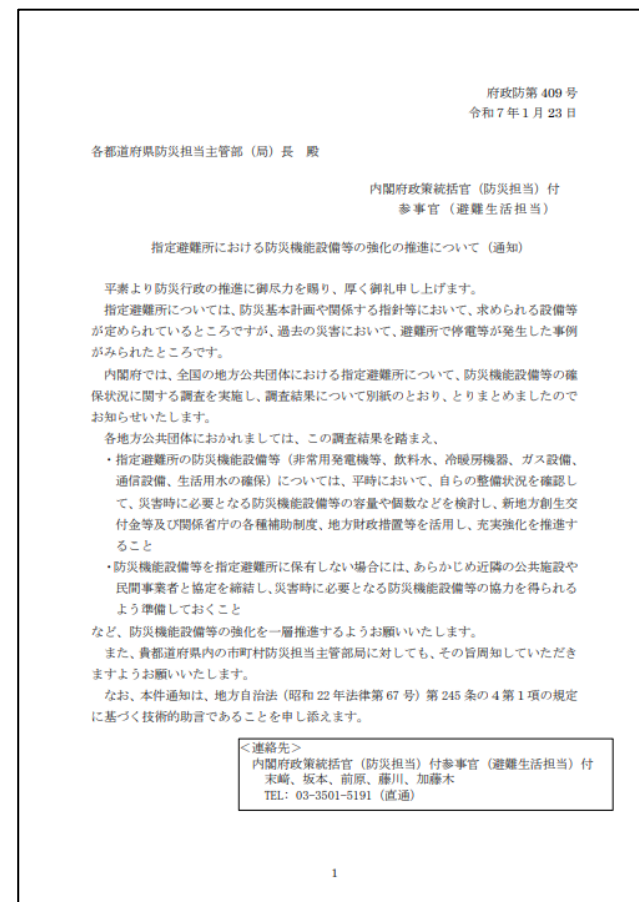 府政防第 409 号
令和７年１月 23 日
各都道府県防災担当主管部（局）長　殿
内閣府政策統括官（防災担当）付
参事官（避難生活担当）
指定避難所における防災機能設備等の強化の推進について（通知）
平素より防災行政の推進に御尽力を賜り、厚く御礼申し上げます。
指定避難所については、防災基本計画や関係する指針等において、求められる設備等
が定められているところですが、過去の災害において、避難所で停電等が発生した事例
がみられたところです。
内閣府では、全国の地方公共団体における指定避難所について、防災機能設備等の確
保状況に関する調査を実施し、調査結果について別紙のとおり、とりまとめましたので
お知らせいたします。
各地方公共団体におかれましては、この調査結果を踏まえ、
・指定避難所の防災機能設備等（非常用発電機等、飲料水、冷暖房機器、ガス設備、
通信設備、生活用水の確保）については、平時において、自らの整備状況を確認し
て、災害時に必要となる防災機能設備等の容量や個数などを検討し、新地方創生交
付金等及び関係省庁の各種補助制度、地方財政措置等を活用し、充実強化を推進す
ること
・防災機能設備等を指定避難所に保有しない場合には、あらかじめ近隣の公共施設や
民間事業者と協定を締結し、災害時に必要となる防災機能設備等の協力を得られる
よう準備しておくこと
など、防災機能設備等の強化を一層推進するようお願いいたします。
また、貴都道府県内の市町村防災担当主管部局に対しても、その旨周知していただき
ますようお願いいたします。
なお、本件通知は、地方自治法（昭和 22 年法律第 67 号）第 245 条の４第１項の規定
に基づく技術的助言であることを申し添えます。
＜連絡先＞
内閣府政策統括官（防災担当）付参事官（避難生活担当）付
末﨑、坂本、前原、藤川、加藤木
TEL: 03-3501-5191（直通）
1